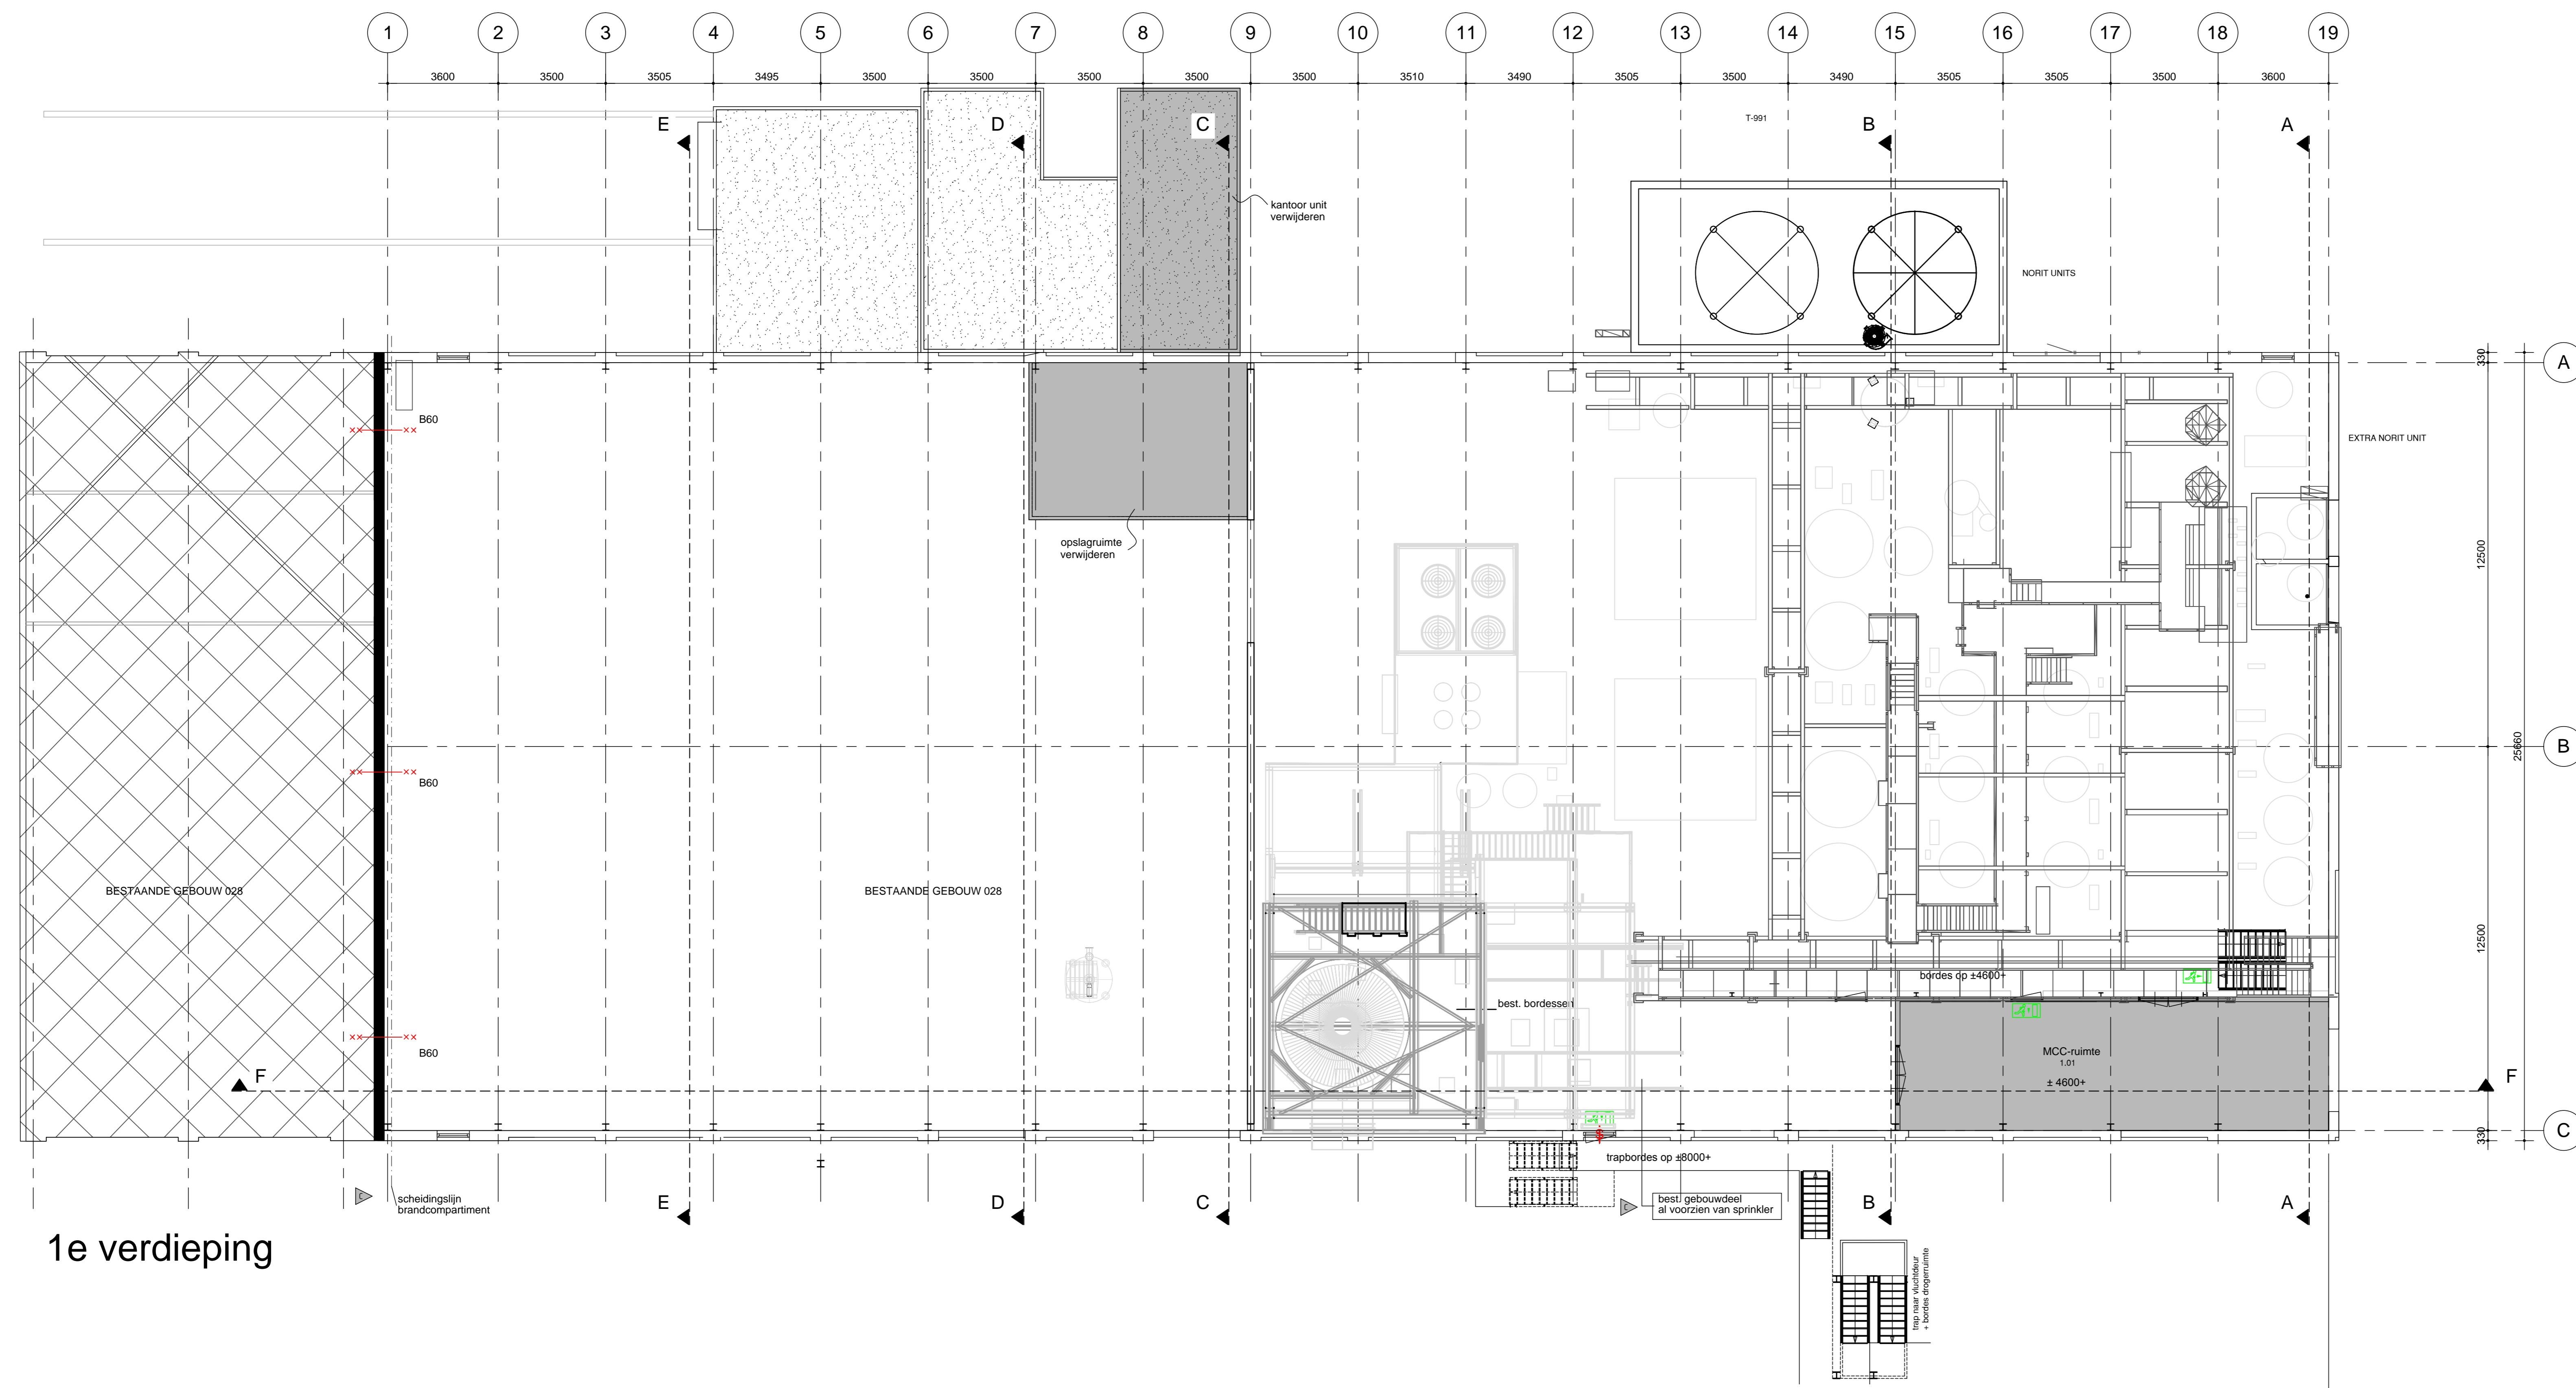 1 2 3 4 5 6 7 8 9 10 11 12 13 14 15 16 17 18 19
3600 3500 3505 3495 3500 3500 3500 3500 3500 3510 3490 3505 3500 3490 3505 3505 3500 3600
E D C B A
T-991
kantoor unit
verwijderen
NORIT UNITS
330
A
B60
EXTRA NORIT UNIT
opslagruimte
verwijderen
12500
25660
B
B60
BESTAANDE GEBOUW 028
BESTAANDE GEBOUW 028
12500
bordes op ±4600+
best. bordessen
MCC-ruimte
1.01
± 4600+
B60
F
F
330
C
trapbordes op ±8000+
C
scheidingslijn
brandcompartiment
E D C B A
C
best. gebouwdeel
al voorzien van sprinkler
1e verdieping
trap naar vluchtdeur
+ bordes drogerruimte